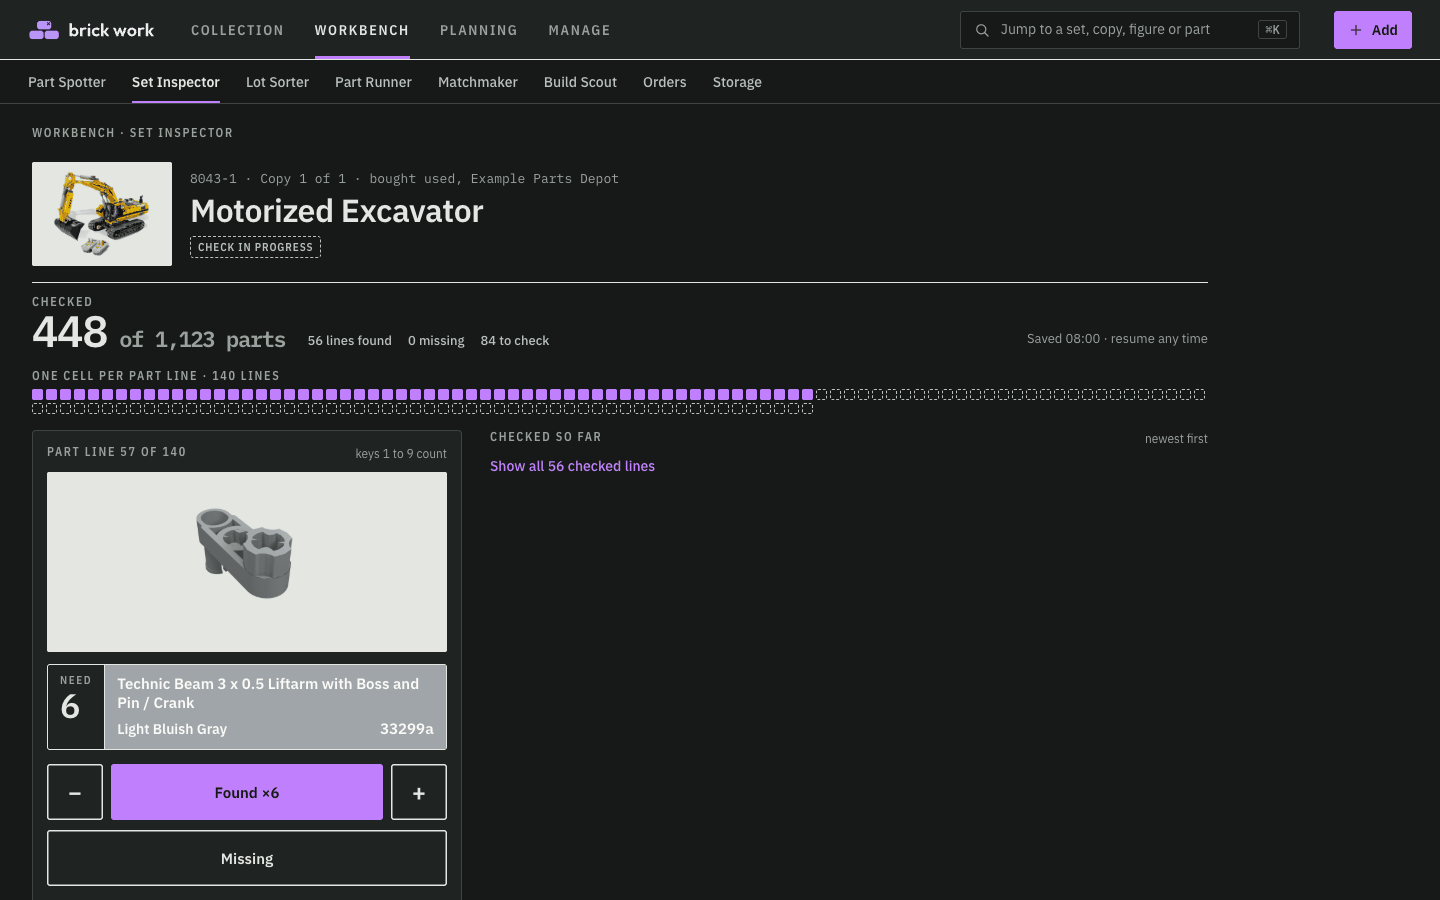 brick work
COLLECTION
WORKBENCH
PLANNING
MANAGE
Jump to a set, copy, figure or part
⌘K
+ Add
Part Spotter
Set Inspector
Lot Sorter
Part Runner
Matchmaker
Build Scout
Orders
Storage
WORKBENCH · SET INSPECTOR
8043-1 · Copy 1 of 1 · bought used, Example Parts Depot
Motorized Excavator
CHECK IN PROGRESS
CHECKED
448 of 1,123 parts
56 lines found
0 missing
84 to check
Saved 08:00 · resume any time
ONE CELL PER PART LINE · 140 LINES
PART LINE 57 OF 140
keys 1 to 9 count
NEED
6
Technic Beam 3 x 0.5 Liftarm with Boss and
Pin / Crank
Light Bluish Gray
33299a
−
Found ×6
+
Missing
CHECKED SO FAR
newest first
Show all 56 checked lines